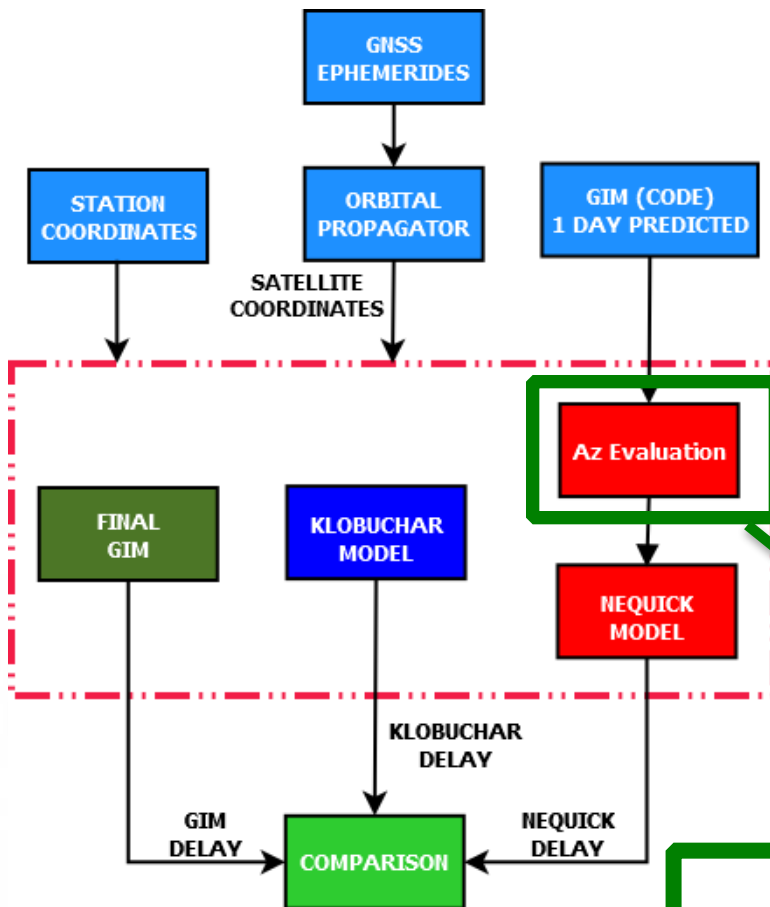 GNSS
EPHEMERIDES
STATION
COORDINATES
ORBITAL
PROPAGATOR
GIM (CODE)
1 DAY PREDICTED
SATELLITE
COORDINATES
Az Evaluation
FINAL
GIM
KLOBUCHAR
MODEL
NEQUICK
MODEL
KLOBUCHAR
DELAY
GIM
DELAY
NEQUICK
DELAY
COMPARISON